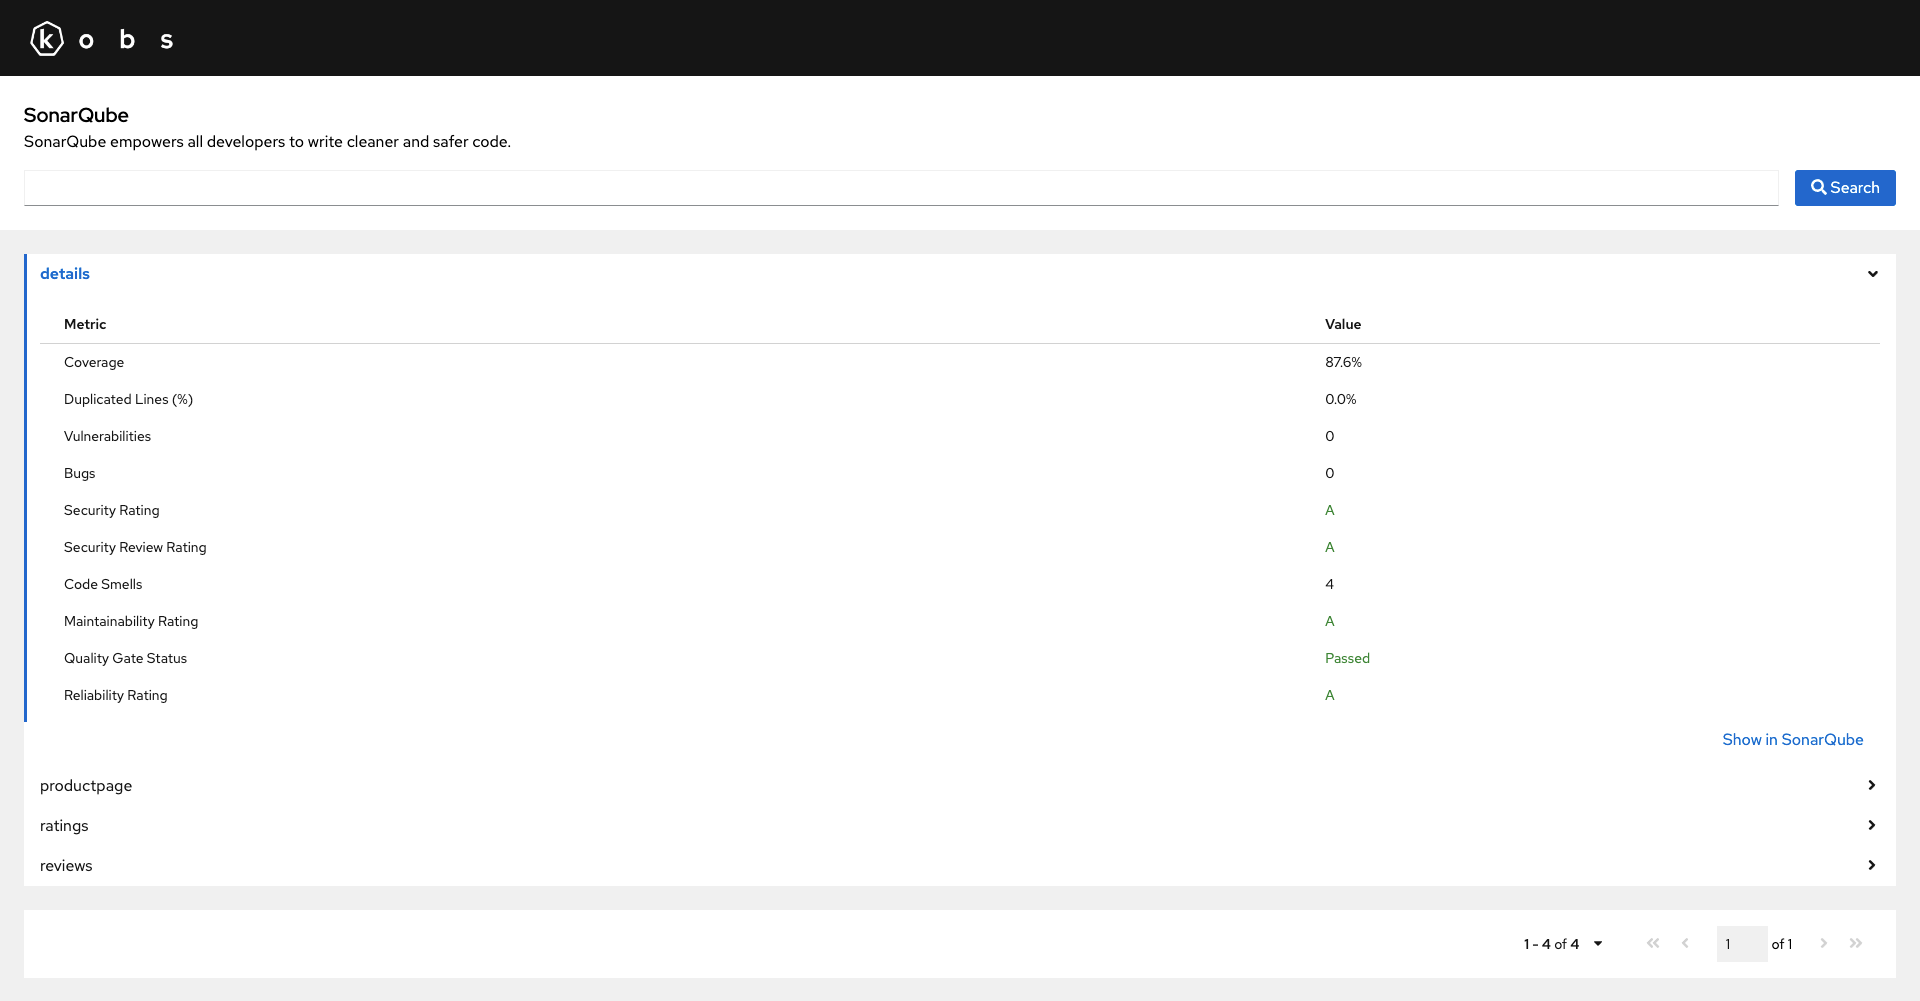 k o b s
SonarQube
SonarQube empowers all developers to write cleaner and safer code.
Search
details
Metric Value
Coverage 87.6%
Duplicated Lines (%) 0.0%
Vulnerabilities 0
Bugs 0
Security Rating A
Security Review Rating A
Code Smells 4
Maintainability Rating A
Quality Gate Status Passed
Reliability Rating A
Show in SonarQube
productpage
ratings
reviews
1 - 4 of 4 1 of 1